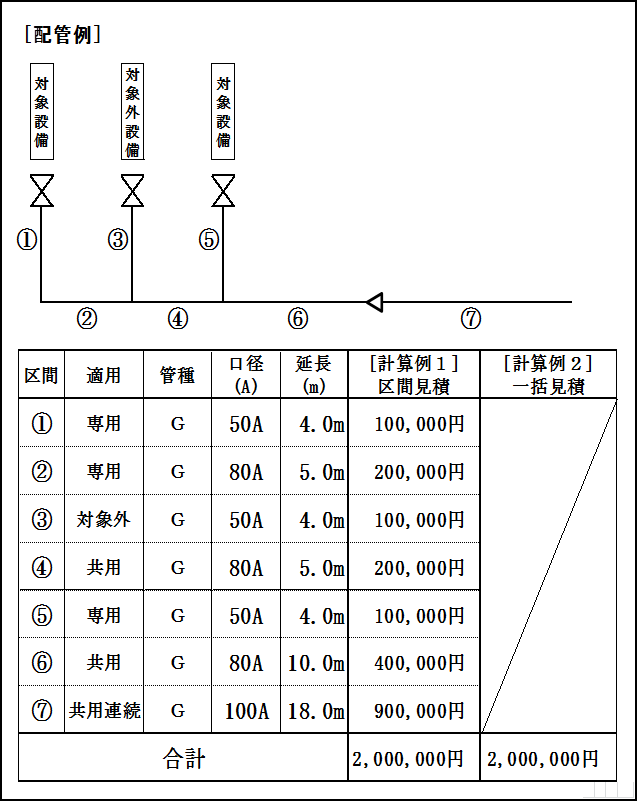 [配管例]
対象設備
対象外設備
対象設備
①
③
⑤
②
④
⑥
⑦
区間 適用 管種 口径(A) 延長(m) [計算例１]区間見積 [計算例２]一括見積
① 専用 G 50A 4.0m 100,000円
② 専用 G 80A 5.0m 200,000円
③ 対象外 G 50A 4.0m 100,000円
④ 共用 G 80A 5.0m 200,000円
⑤ 専用 G 50A 4.0m 100,000円
⑥ 共用 G 80A 10.0m 400,000円
⑦ 共用連続 G 100A 18.0m 900,000円
合計 2,000,000円 2,000,000円